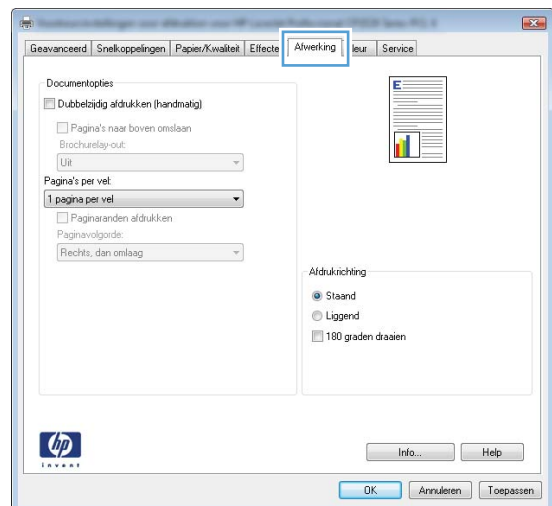 Geavanceerd Snelkoppelingen Papier/Kwaliteit Effecte Afwerking leur Service
Documentopties
Dubbelzijdig afdrukken (handmatig)
Pagina's naar boven omslaan
Brochurelay-out:
Uit
Pagina's per vel:
1 pagina per vel
Paginaranden afdrukken
Paginavolgorde:
Rechts, dan omlaag
E
Afdrukrichting
Staand
Liggend
180 graden draaien
hp
invent
Info... Help
OK Annuleren Toepassen